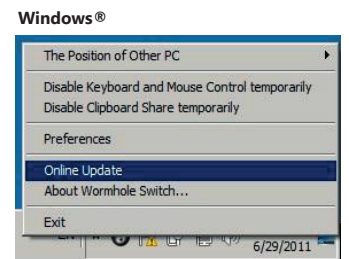 Windows®
The Position of Other PC
Disable Keyboard and Mouse Control temporarily
Disable Clipboard Share temporarily
Preferences
Online Update
About Wormhole Switch...
Exit
6/29/2011